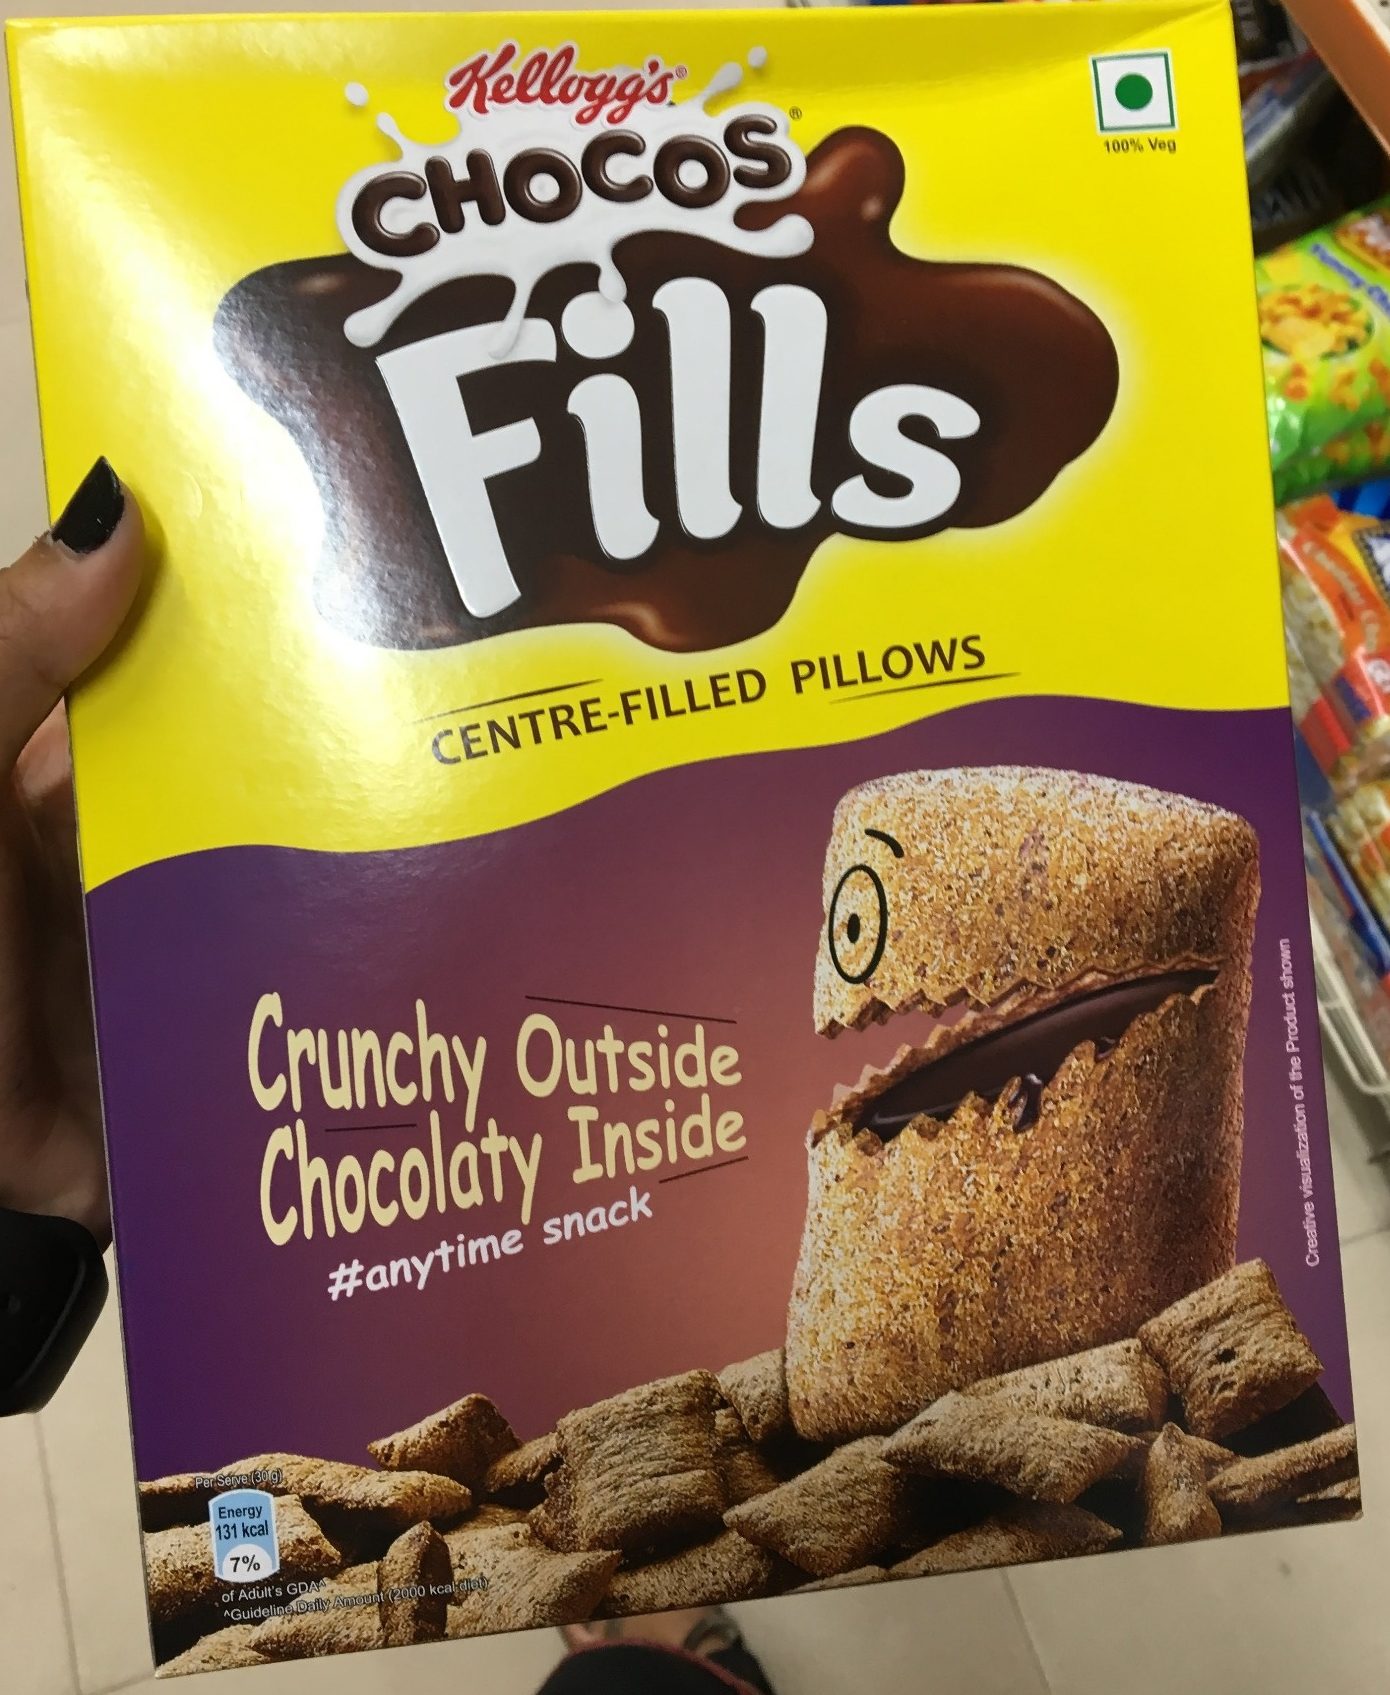 Kellogg's®
CHOCOS®
Fills
100% Veg
CENTRE-FILLED PILLOWS
Crunchy Outside
Chocolaty Inside
#anytime snack
Creative visualization of the Product shown
Per Serve (30g)
Energy
131 kcal
7%
of Adult's GDA^
^Guideline Daily Amount (2000 kcal diet)